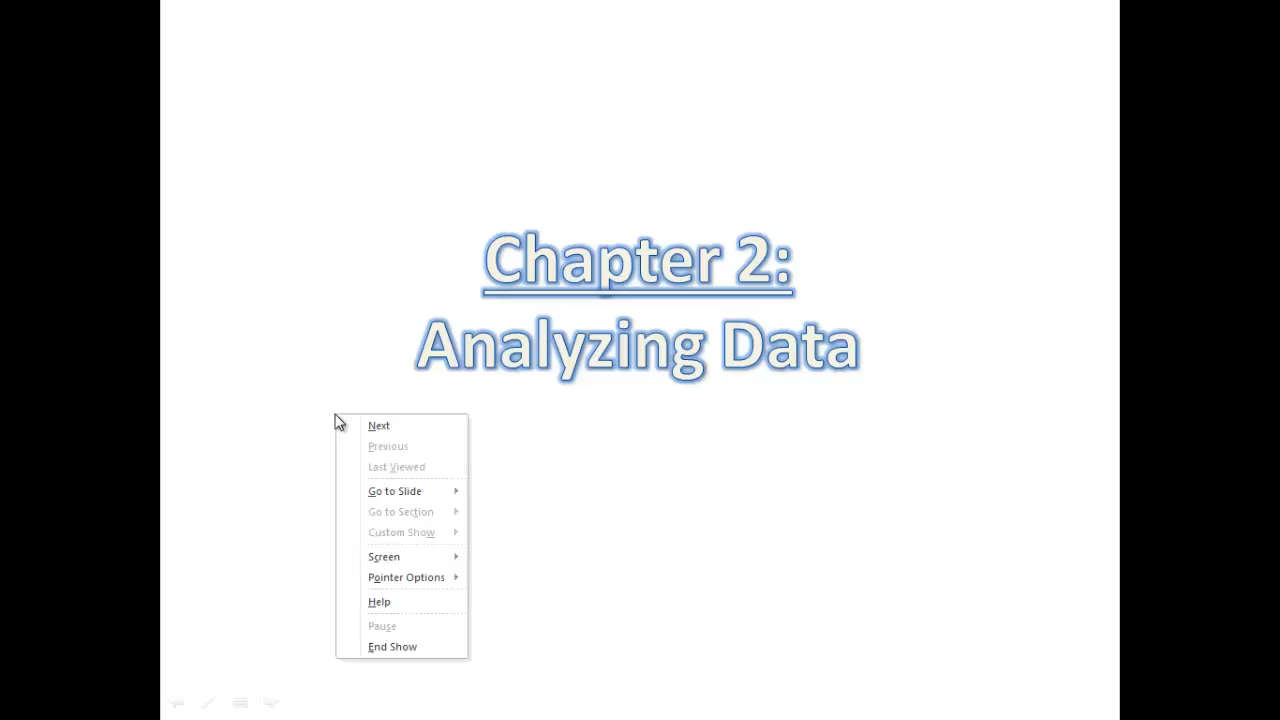 Chapter 2:
Analyzing Data
Next
Previous
Last Viewed
Go to Slide
Go to Section
Custom Show
Screen
Pointer Options
Help
Pause
End Show